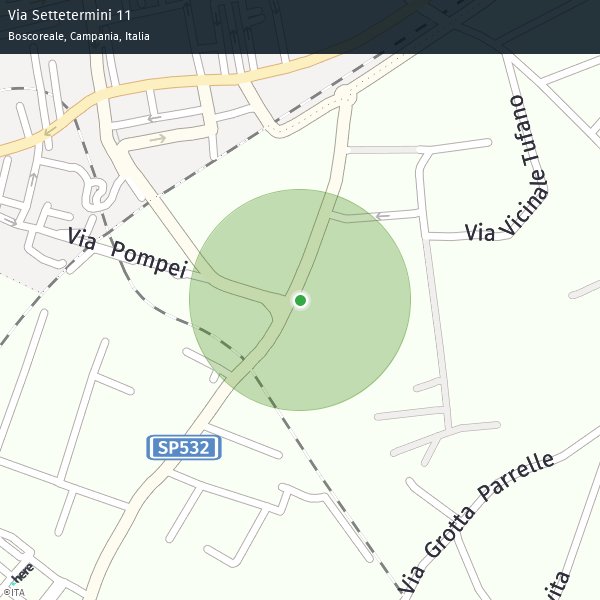 Via Settetermini 11
Boscoreale, Campania, Italia
Via Vicinale Tufano
Via Pompei
SP532
Via Grotta Parrelle
vita
here
©ITA